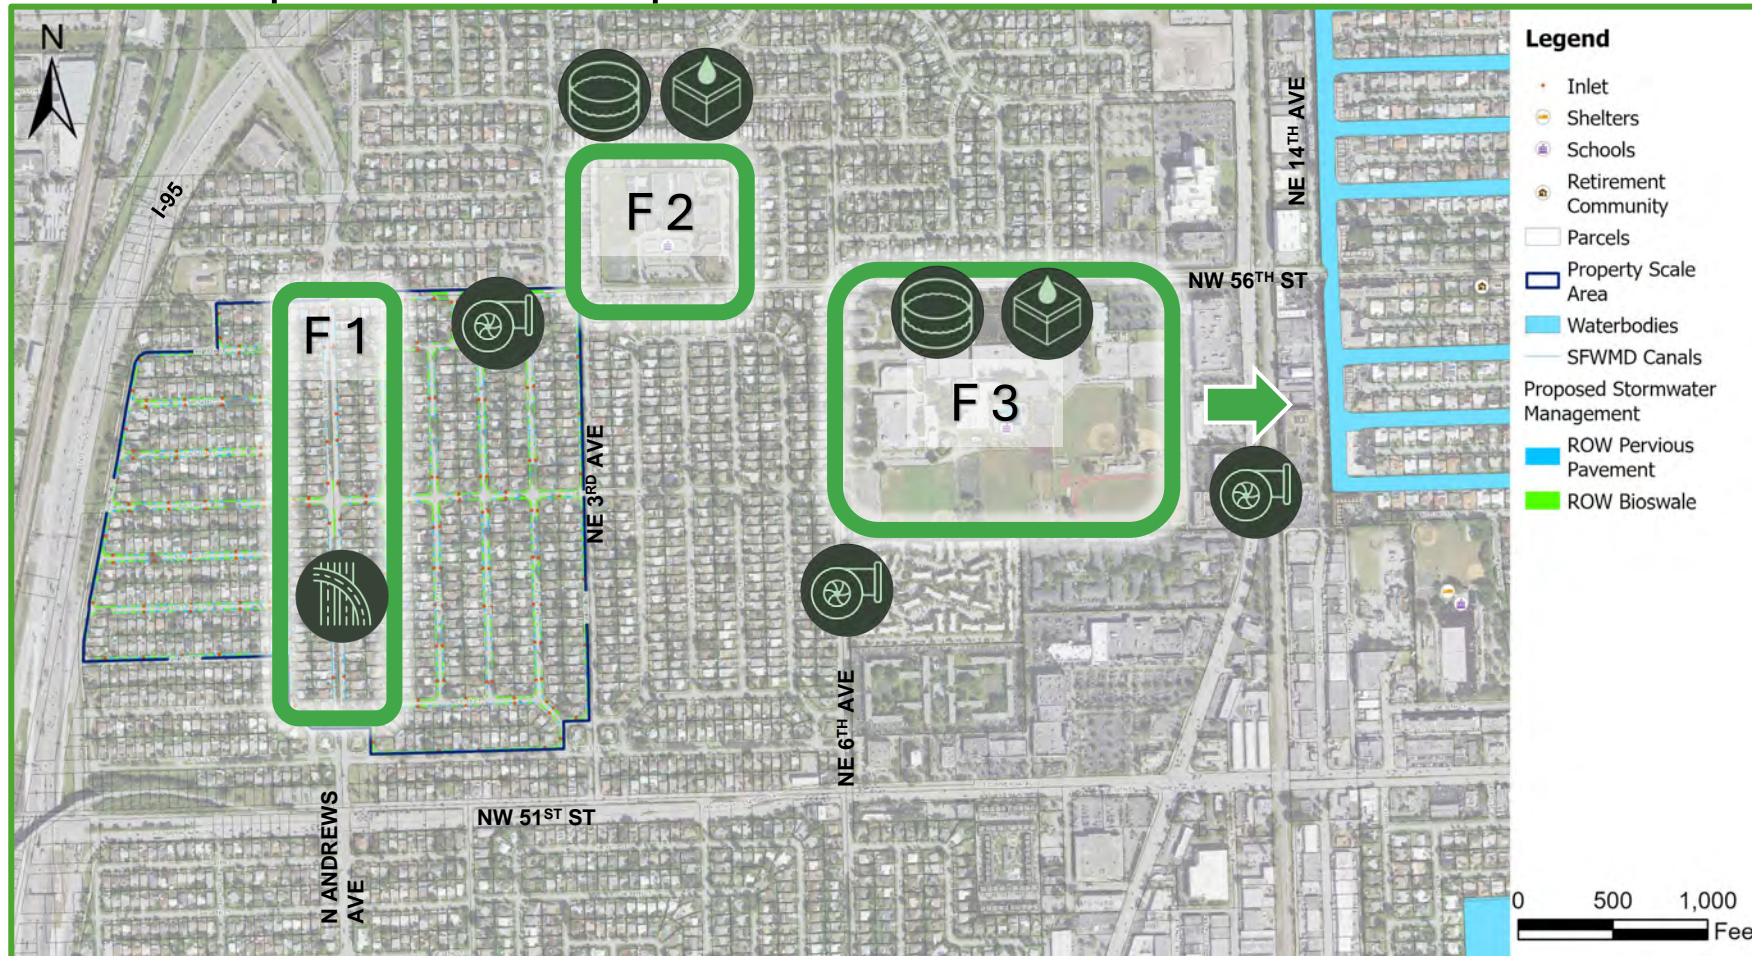 N
I-95
F 1
F 2
F 3
NE 14TH AVE
NW 56TH ST
NE 3RD AVE
NE 6TH AVE
NW 51ST ST
N ANDREWS
AVE
Legend
Inlet
Shelters
Schools
Retirement
Community
Parcels
Property Scale
Area
Waterbodies
SFWMD Canals
Proposed Stormwater
Management
ROW Pervious
Pavement
ROW Bioswale
0 500 1,000
Fee